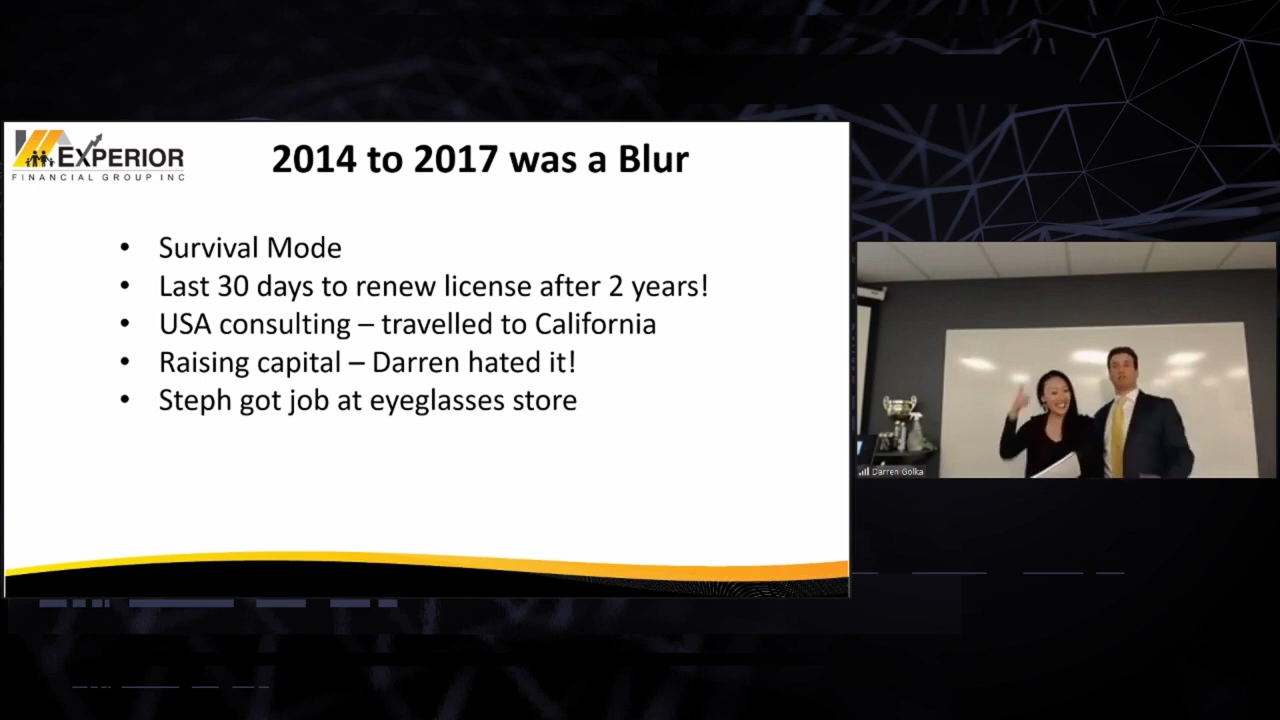 EXPERIOR
FINANCIAL GROUP INC
2014 to 2017 was a Blur
• Survival Mode
• Last 30 days to renew license after 2 years!
• USA consulting – travelled to California
• Raising capital – Darren hated it!
• Steph got job at eyeglasses store
Darren Golka